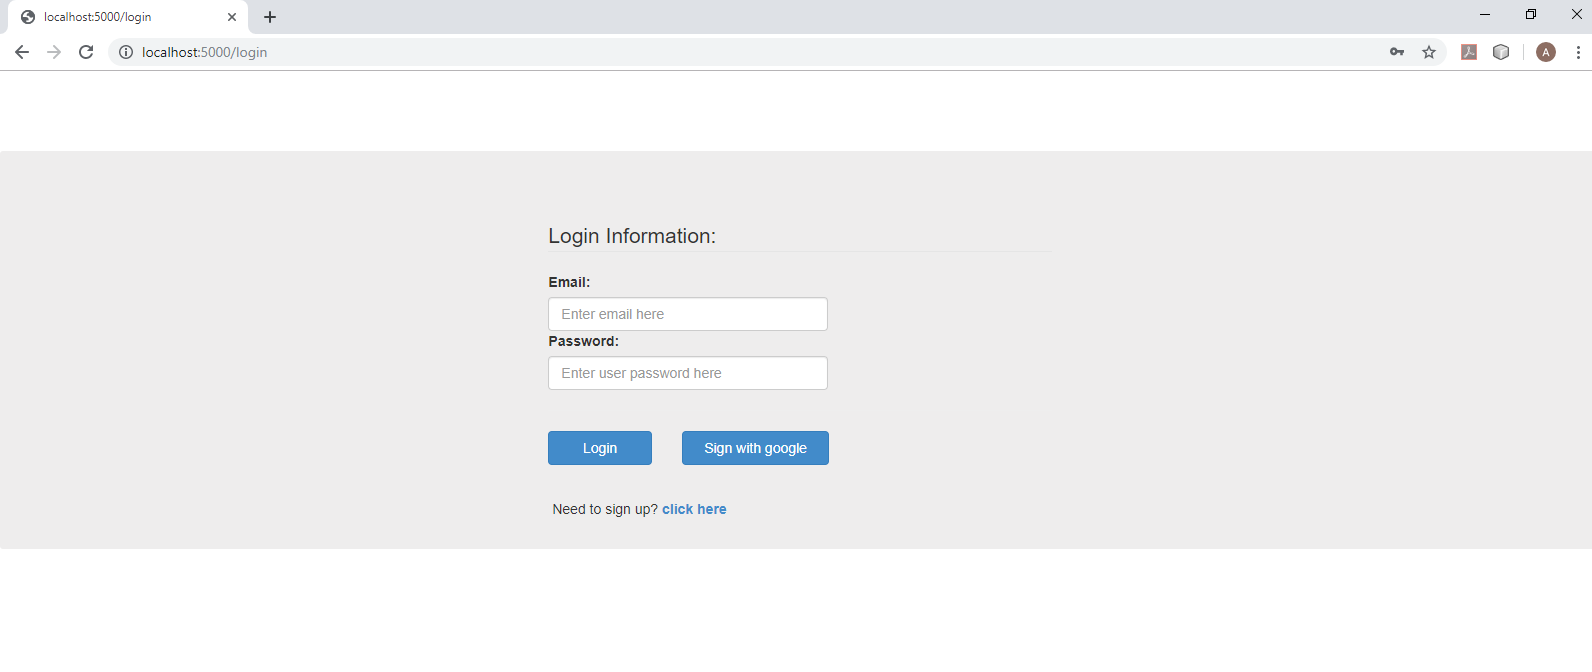 localhost:5000/login
localhost:5000/login
A
Login Information:
Email:
Enter email here
Password:
Enter user password here
Login Sign with google
Need to sign up? click here